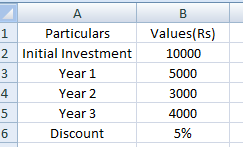 A B
1 Particulars Values(Rs)
2 Initial Investment 10000
3 Year 1 5000
4 Year 2 3000
5 Year 3 4000
6 Discount 5%